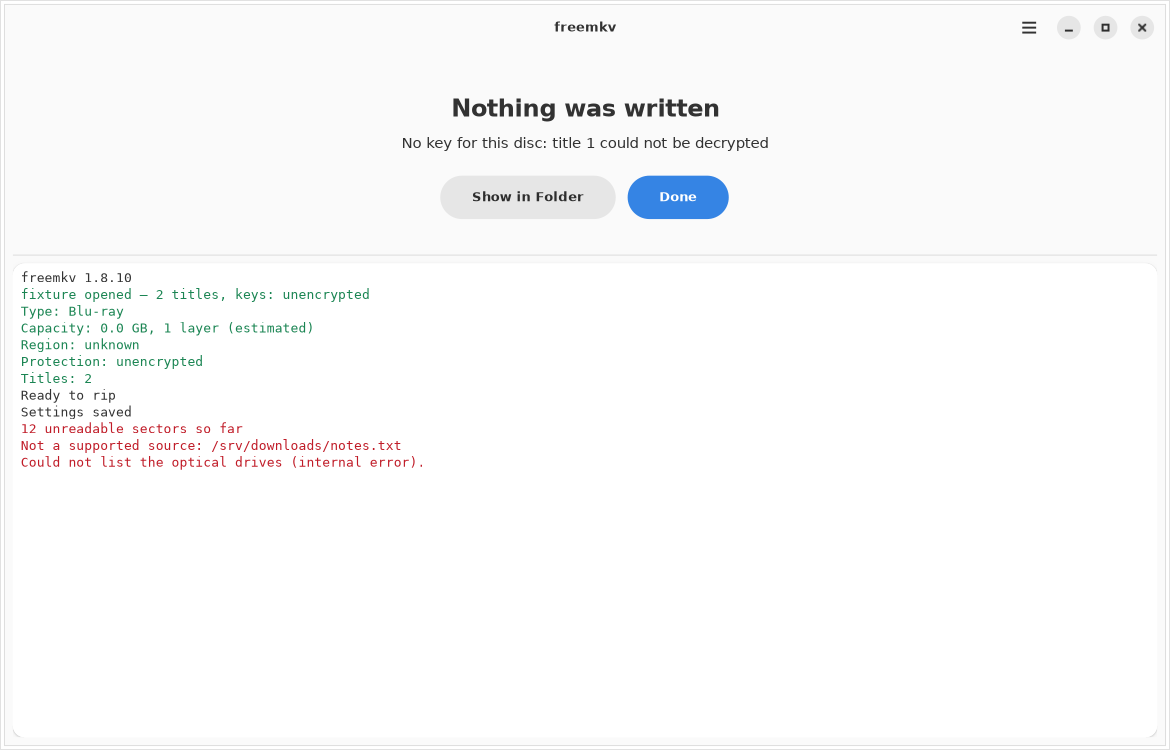 freemkv
Nothing was written
No key for this disc: title 1 could not be decrypted
Show in Folder
Done
freemkv 1.8.10
fixture opened — 2 titles, keys: unencrypted
Type: Blu-ray
Capacity: 0.0 GB, 1 layer (estimated)
Region: unknown
Protection: unencrypted
Titles: 2
Ready to rip
Settings saved
12 unreadable sectors so far
Not a supported source: /srv/downloads/notes.txt
Could not list the optical drives (internal error).